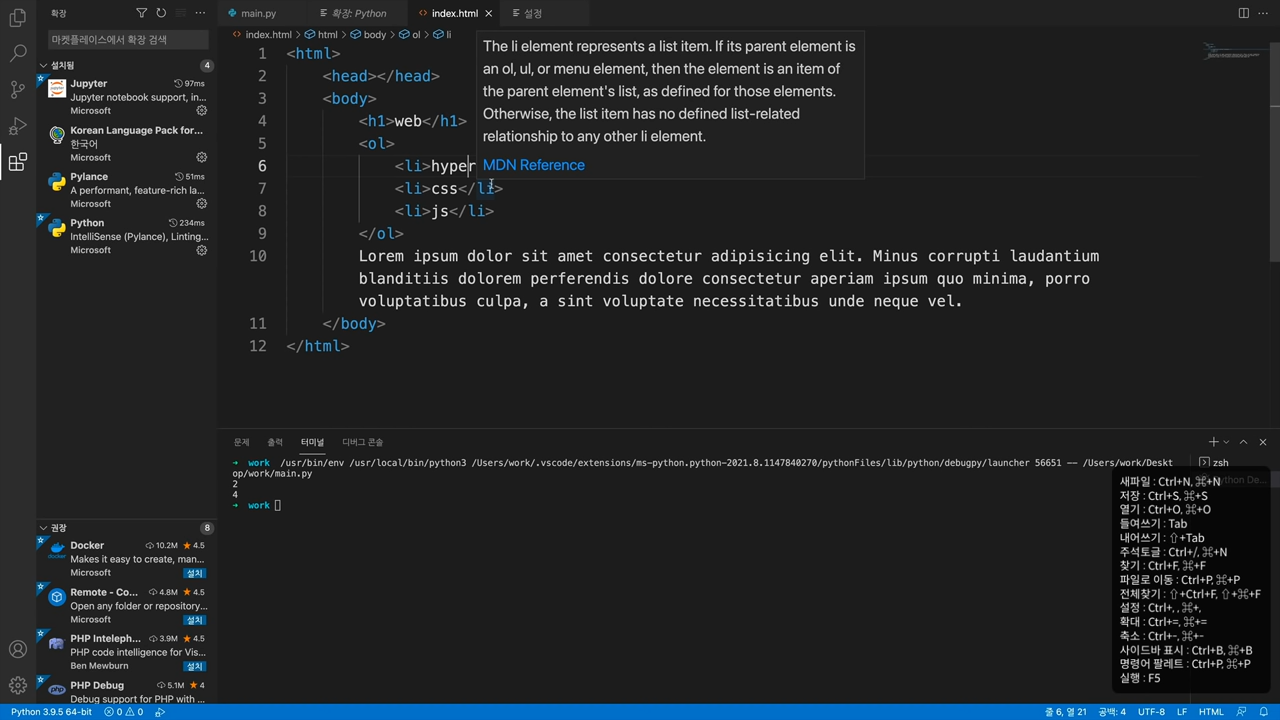 확장
main.py
확장: Python
index.html
설정
마켓플레이스에서 확장 검색
index.html > html > body > ol > li
설치됨
4
Jupyter
97ms
Jupyter notebook support, in...
Microsoft
Korean Language Pack for...
한국어
Microsoft
Pylance
51ms
A performant, feature-rich la...
Microsoft
Python
234ms
IntelliSense (Pylance), Linting...
Microsoft
권장
8
Docker
10.2M ★ 4.5
Makes it easy to create, man...
Microsoft
설치
Remote - Co...
4.8M ★ 4.5
Open any folder or repository...
Microsoft
설치
PHP Inteleph...
3.9M ★ 4.5
PHP code intelligence for Vis...
Ben Mewburn
설치
PHP Debug
5.1M ★ 4
Debug support for PHP with ...
1 <html>
2 <head></head>
3 <body>
4 <h1>web</h1>
5 <ol>
6 <li>hyper
7 <li>css</li>
8 <li>js</li>
9 </ol>
10 Lorem ipsum dolor sit amet consectetur adipisicing elit. Minus corrupti laudantium
blanditiis dolorem perferendis dolore consectetur aperiam ipsum quo minima, porro
voluptatibus culpa, a sint voluptate necessitatibus unde neque vel.
11 </body>
12 </html>
The li element represents a list item. If its parent element is
an ol, ul, or menu element, then the element is an item of
the parent element's list, as defined for those elements.
Otherwise, the list item has no defined list-related
relationship to any other li element.
MDN Reference
문제
출력
터미널
디버그 콘솔
→ work /usr/bin/env /usr/local/bin/python3 /Users/work/.vscode/extensions/ms-python.python-2021.8.1147840270/pythonFiles/lib/python/debugpy/launcher 56651 -- /Users/work/Deskt
op/work/main.py
2
4
→ work
zsh
Python De...
새파일 : Ctrl+N, ⌘+N
저장 : Ctrl+S, ⌘+S
열기 : Ctrl+O, ⌘+O
들여쓰기 : Tab
내어쓰기 : ⇧+Tab
주석토글 : Ctrl+/, ⌘+N
찾기 : Ctrl+F, ⌘+F
파일로 이동 : Ctrl+P, ⌘+P
전체찾기 : ⇧+Ctrl+F, ⇧+⌘+F
설정 : Ctrl+, , ⌘+,
확대 : Ctrl+=, ⌘+=
축소 : Ctrl+-, ⌘+-
사이드바 표시 : Ctrl+B, ⌘+B
명령어 팔레트 : Ctrl+P, ⌘+P
실행 : F5
Python 3.9.5 64-bit
0
0
줄 6, 열 21
공백: 4
UTF-8
LF
HTML